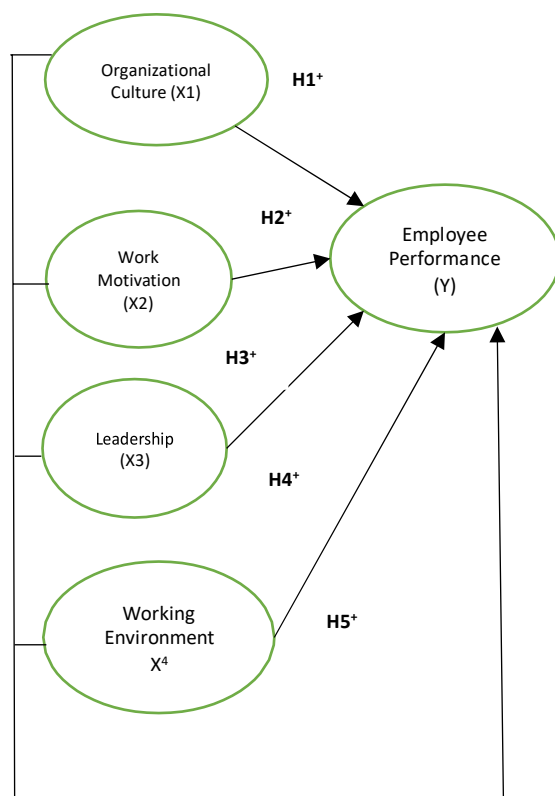 Organizational
Culture (X1)
H1⁺
H2⁺
Employee
Performance
(Y)
Work
Motivation
(X2)
H3⁺
Leadership
(X3)
H4⁺
Working
Environment
X⁴
H5⁺